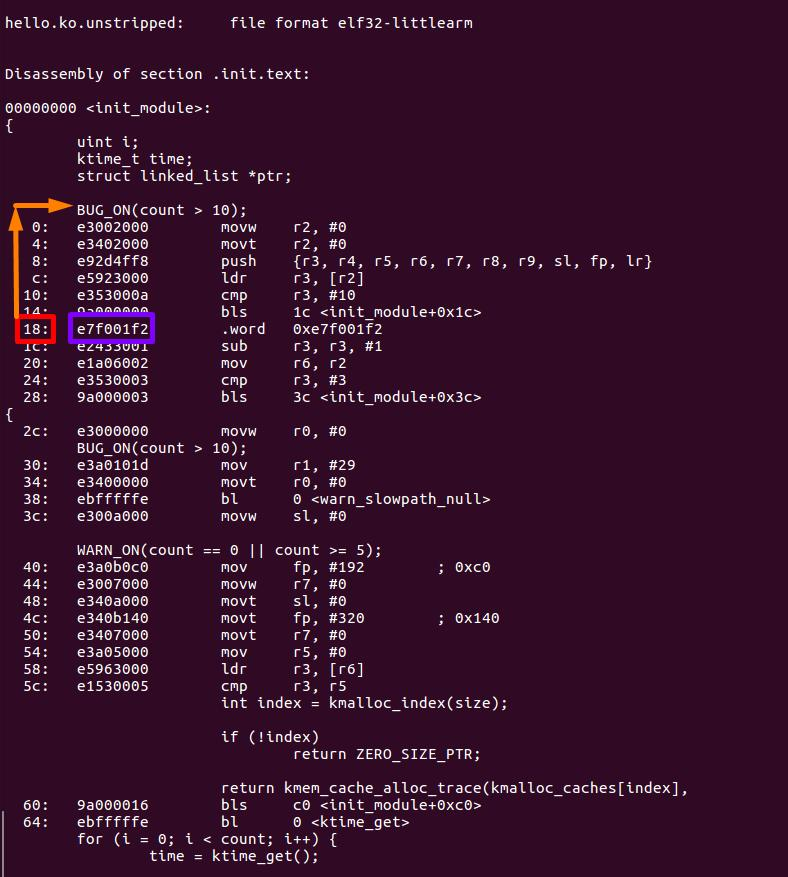 hello.ko.unstripped:     file format elf32-littlearm
Disassembly of section .init.text:
00000000 <init_module>:
{
        uint i;
        ktime_t time;
        struct linked_list *ptr;
        BUG_ON(count > 10);
   0:   e3002000        movw    r2, #0
   4:   e3402000        movt    r2, #0
   8:   e92d4ff8        push    {r3, r4, r5, r6, r7, r8, r9, sl, fp, lr}
   c:   e5923000        ldr     r3, [r2]
  10:   e353000a        cmp     r3, #10
  14:   9a000000        bls     1c <init_module+0x1c>
  18:   e7f001f2        .word   0xe7f001f2
  1c:   e2433001        sub     r3, r3, #1
  20:   e1a06002        mov     r6, r2
  24:   e3530003        cmp     r3, #3
  28:   9a000003        bls     3c <init_module+0x3c>
{
  2c:   e3000000        movw    r0, #0
        BUG_ON(count > 10);
  30:   e3a0101d        mov     r1, #29
  34:   e3400000        movt    r0, #0
  38:   ebfffffe        bl      0 <warn_slowpath_null>
  3c:   e300a000        movw    sl, #0
        WARN_ON(count == 0 || count >= 5);
  40:   e3a0b0c0        mov     fp, #192        ; 0xc0
  44:   e3007000        movw    r7, #0
  48:   e340a000        movt    sl, #0
  4c:   e340b140        movt    fp, #320        ; 0x140
  50:   e3407000        movt    r7, #0
  54:   e3a05000        mov     r5, #0
  58:   e5963000        ldr     r3, [r6]
  5c:   e1530005        cmp     r3, r5
                        int index = kmalloc_index(size);
                        if (!index)
                                return ZERO_SIZE_PTR;
                        return kmem_cache_alloc_trace(kmalloc_caches[index],
  60:   9a000016        bls     c0 <init_module+0xc0>
  64:   ebfffffe        bl      0 <ktime_get>
        for (i = 0; i < count; i++) {
                time = ktime_get();